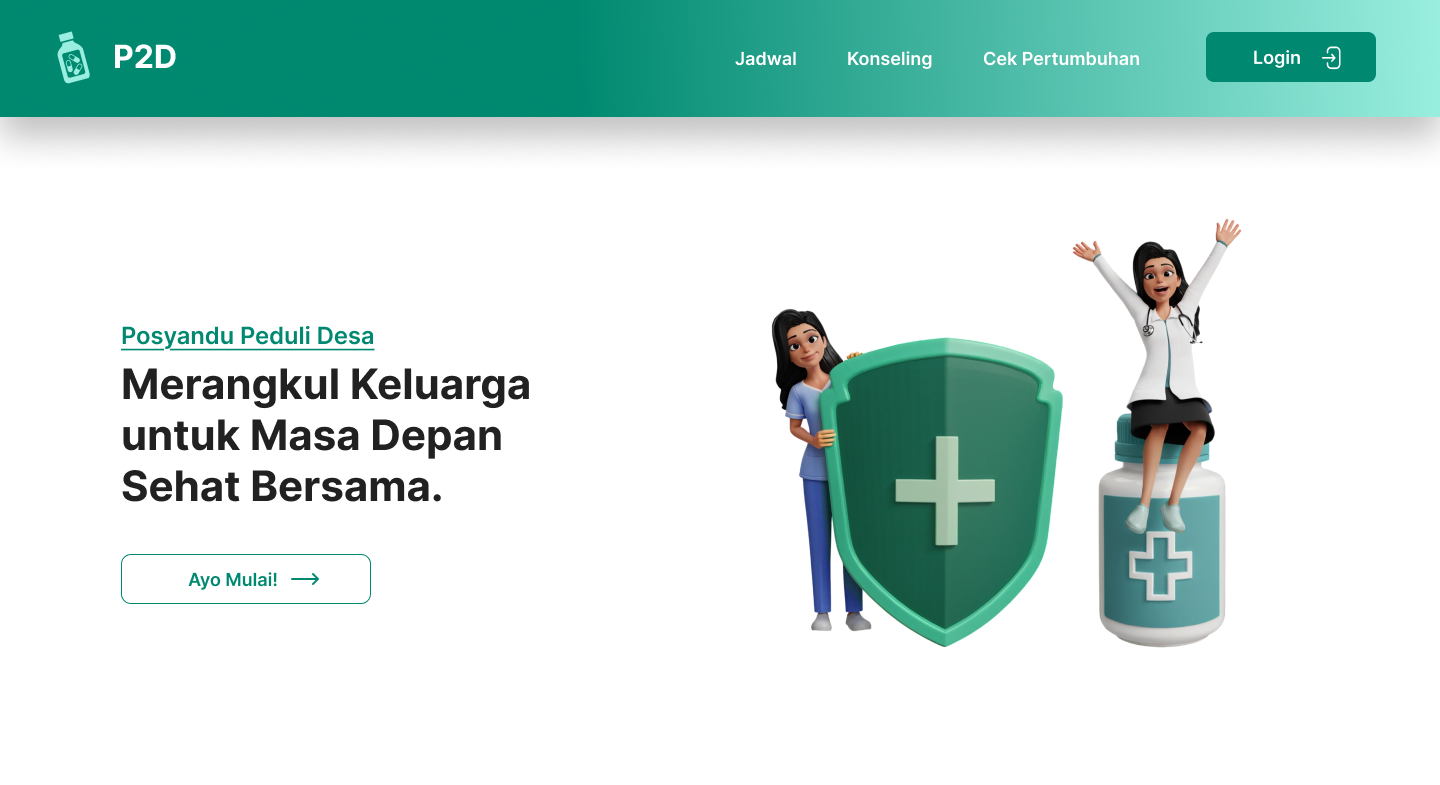 P2D
Jadwal
Konseling
Cek Pertumbuhan
Login
Posyandu Peduli Desa
Merangkul Keluarga
untuk Masa Depan
Sehat Bersama.
Ayo Mulai!